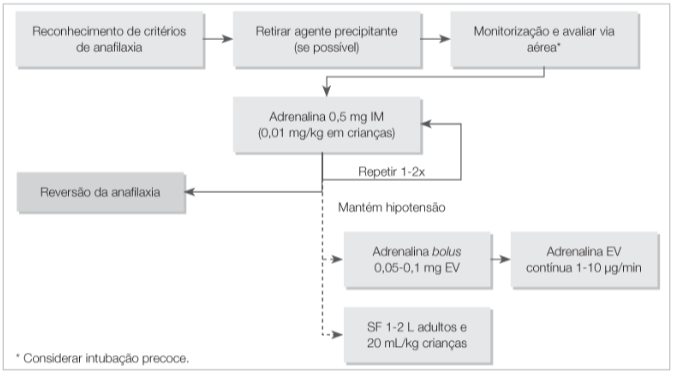 Reconhecimento de critérios
de anafilaxia
Retirar agente precipitante
(se possível)
Monitorização e avaliar via
aérea*
Adrenalina 0,5 mg IM
(0,01 mg/kg em crianças)
Repetir 1-2x
Reversão da anafilaxia
Mantém hipotensão
Adrenalina bolus
0,05-0,1 mg EV
Adrenalina EV
contínua 1-10 µg/min
SF 1-2 L adultos e
20 mL/kg crianças
* Considerar intubação precoce.